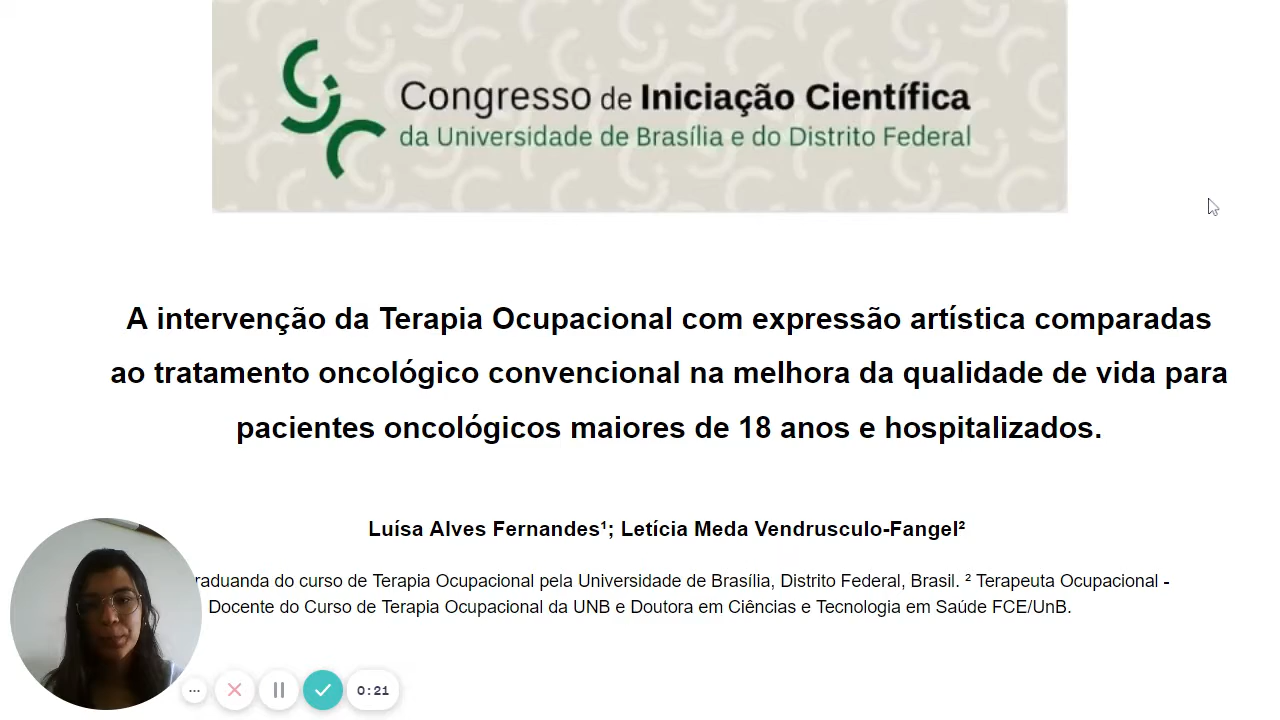 Congresso de Iniciação Científica
da Universidade de Brasília e do Distrito Federal
A intervenção da Terapia Ocupacional com expressão artística comparadas
ao tratamento oncológico convencional na melhora da qualidade de vida para
pacientes oncológicos maiores de 18 anos e hospitalizados.
Luísa Alves Fernandes¹; Letícia Meda Vendrusculo-Fangel²
raduanda do curso de Terapia Ocupacional pela Universidade de Brasília, Distrito Federal, Brasil. ² Terapeuta Ocupacional -
Docente do Curso de Terapia Ocupacional da UNB e Doutora em Ciências e Tecnologia em Saúde FCE/UnB.
0:21